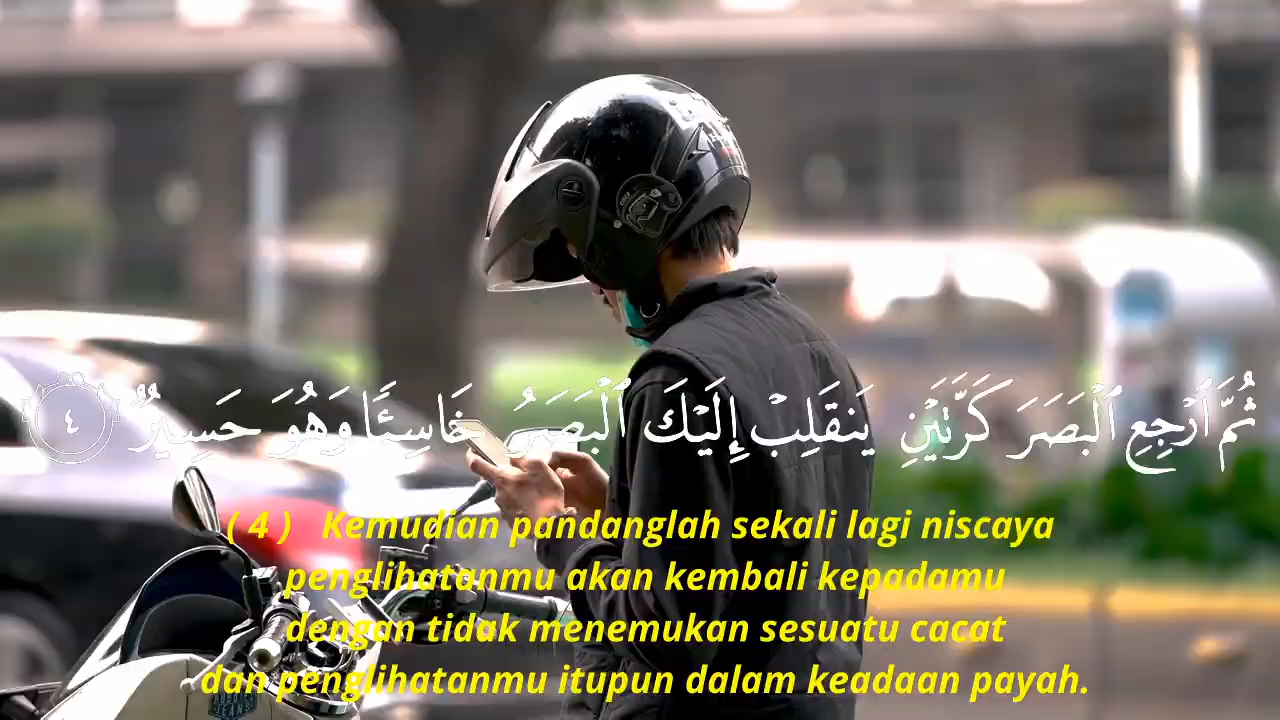 ثُمَّ ٱرْجِعِ ٱلْبَصَرَ كَرَّتَيْنِ يَنقَلِبْ إِلَيْكَ ٱلْبَصَرُ خَاسِئًا وَهُوَ حَسِيرٌ ٤
( 4 ) Kemudian pandanglah sekali lagi niscaya
penglihatanmu akan kembali kepadamu
dengan tidak menemukan sesuatu cacat
dan penglihatanmu itupun dalam keadaan payah.